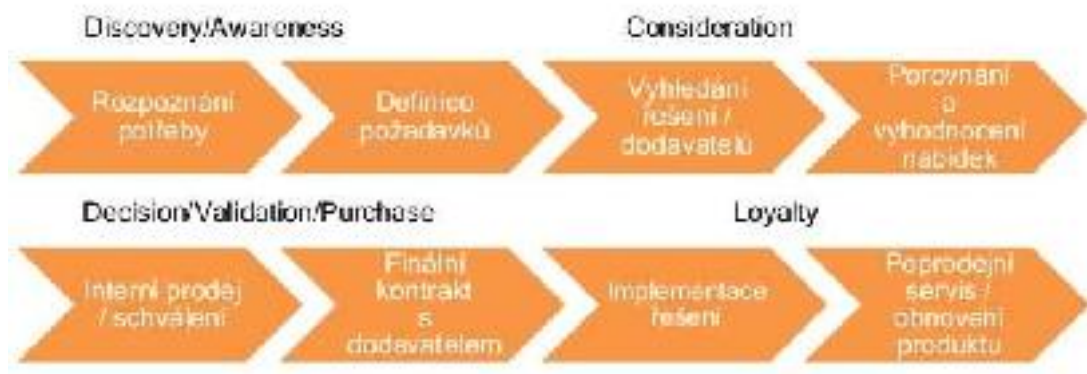 Discovery/Awareness
Consideration
Rozpoznání
potřeby
Definice
požadavků
Vyhledání
řešení /
dodavatelů
Porovnání
a
vyhodnocení
nabídek
Decision/Validation/Purchase
Loyalty
Interní prodej
/ schválení
Finální
kontrakt
s
dodavatelem
Implementace
řešení
Poprodejní
servis /
obnovení
produktu